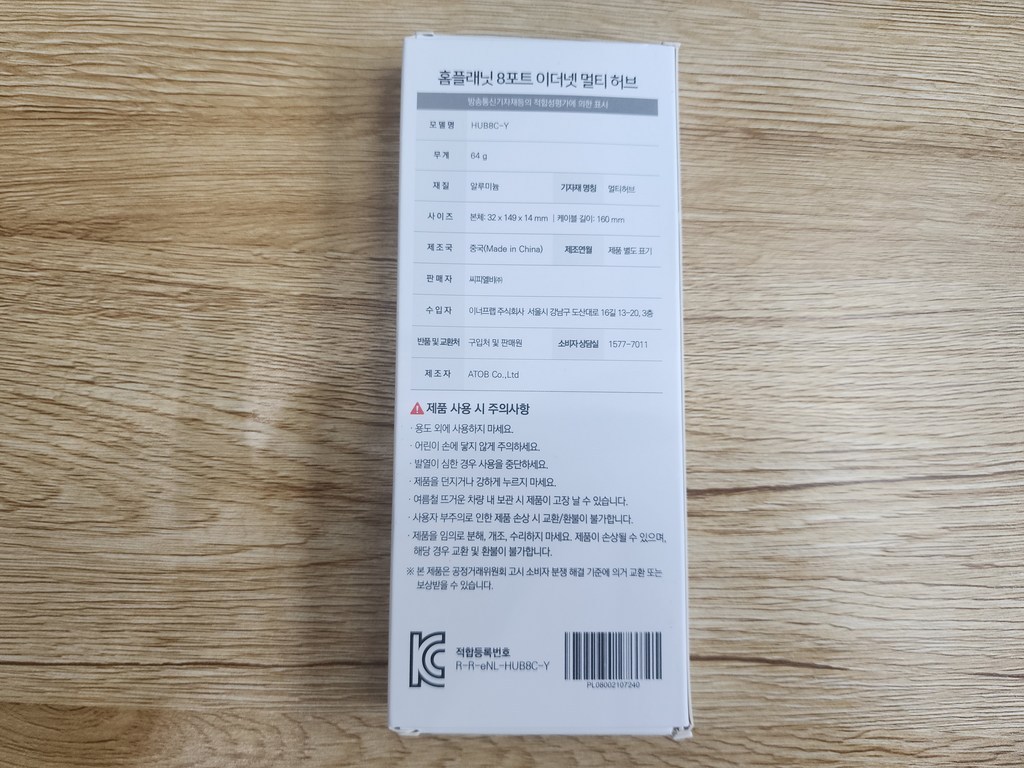 홈플래닛 8포트 이더넷 멀티 허브
방송통신기자재등의 적합성평가에 의한 표시
모델명 HUB8C-Y
무게 64 g
재질 알루미늄 기자재 명칭 멀티허브
사이즈 본체: 32 x 149 x 14 mm | 케이블 길이: 160 mm
제조국 중국(Made in China) 제조연월 제품 별도 표기
판매자 씨피엘비㈜
수입자 이너프랩 주식회사 서울시 강남구 도산대로 16길 13-20, 3층
반품 및 교환처 구입처 및 판매원 소비자 상담실 1577-7011
제조자 ATOB Co.,Ltd
제품 사용 시 주의사항
· 용도 외에 사용하지 마세요.
· 어린이 손에 닿지 않게 주의하세요.
· 발열이 심한 경우 사용을 중단하세요.
· 제품을 던지거나 강하게 누르지 마세요.
· 여름철 뜨거운 차량 내 보관 시 제품이 고장 날 수 있습니다.
· 사용자 부주의로 인한 제품 손상 시 교환/환불이 불가합니다.
· 제품을 임의로 분해, 개조, 수리하지 마세요. 제품이 손상될 수 있으며,
해당 경우 교환 및 환불이 불가합니다.
※ 본 제품은 공정거래위원회 고시 소비자 분쟁 해결 기준에 의거 교환 또는
보상받을 수 있습니다.
적합등록번호
R-R-eNL-HUB8C-Y
PL08002107240